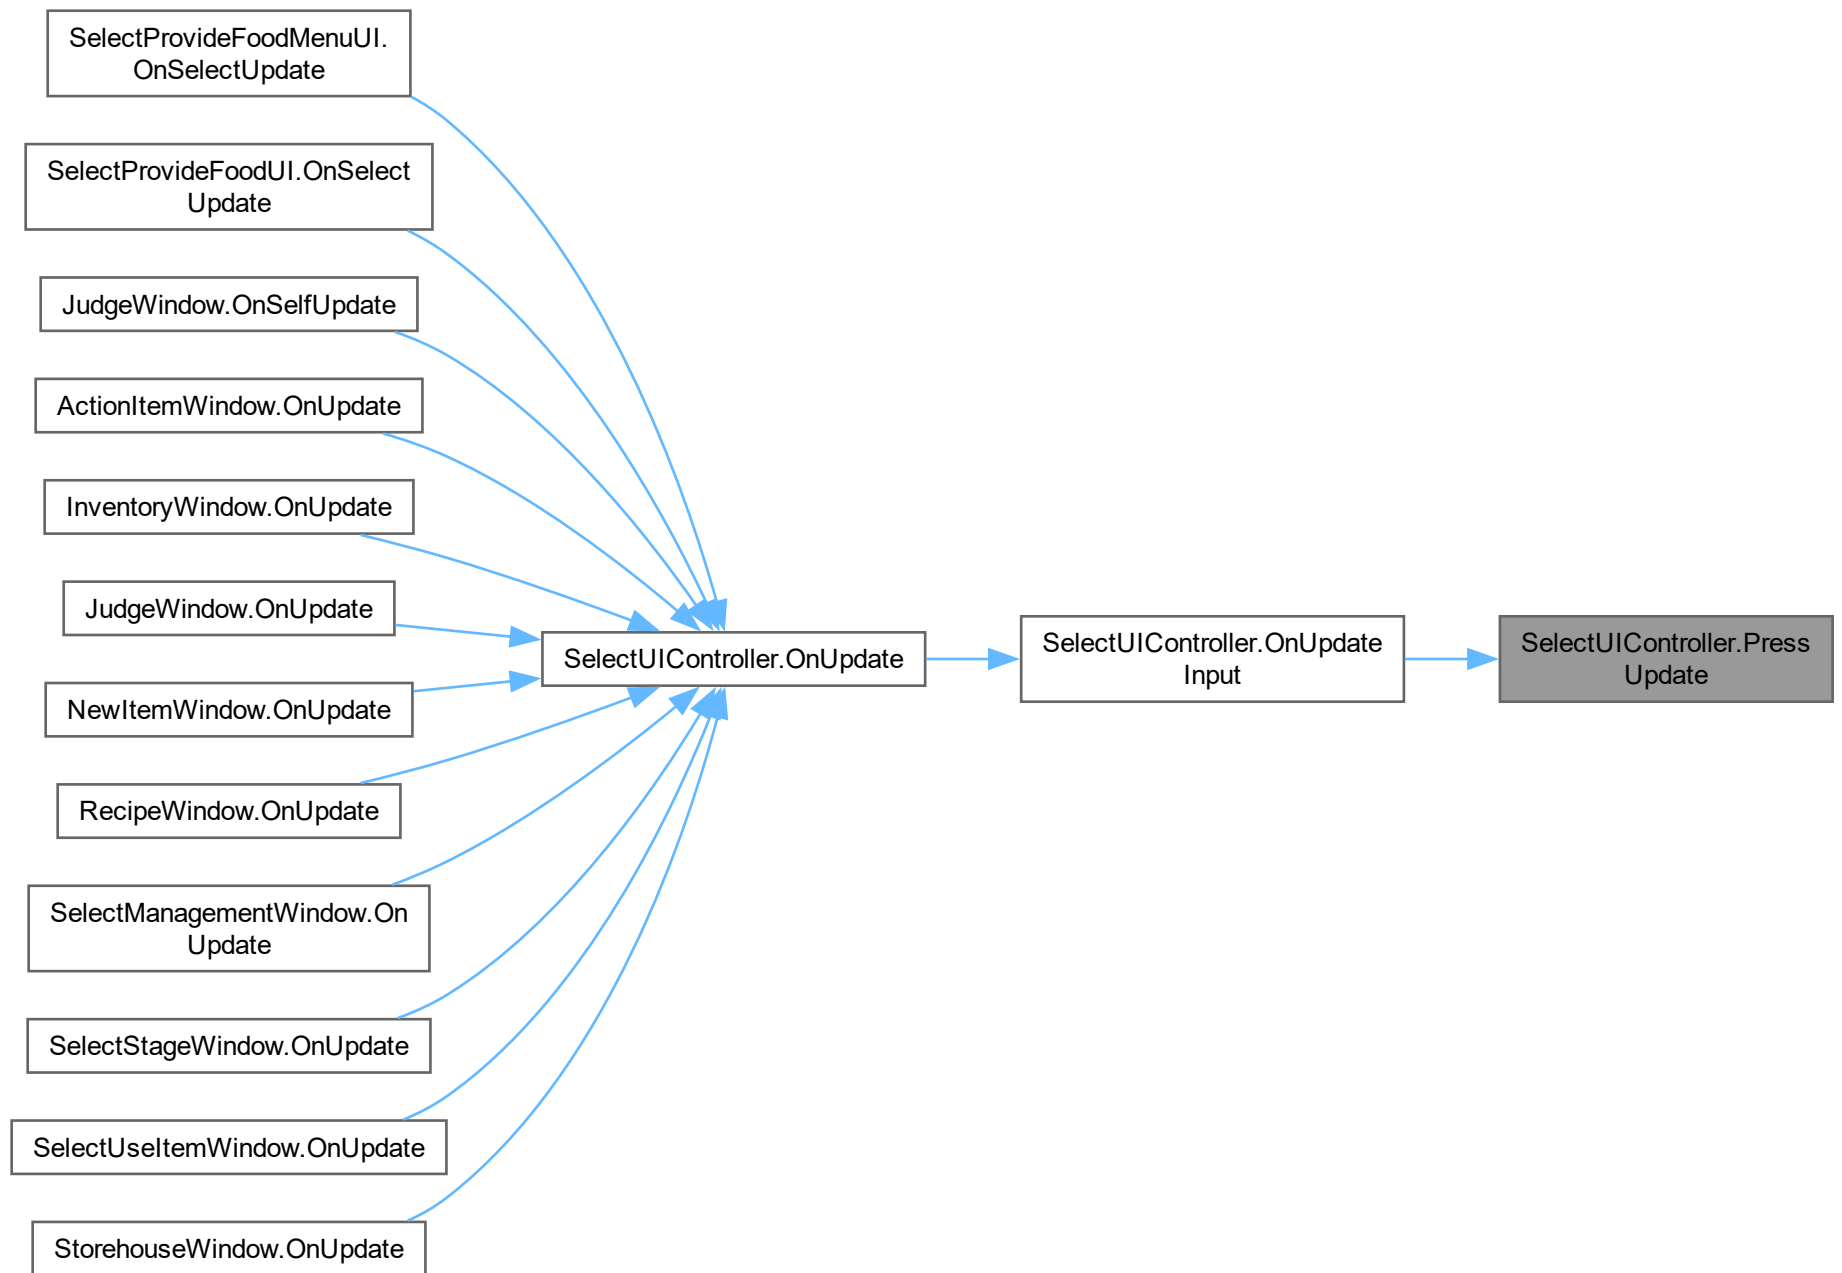 SelectProvideFoodMenuUI.
OnSelectUpdate
SelectProvideFoodUI.OnSelect
Update
JudgeWindow.OnSelfUpdate
ActionItemWindow.OnUpdate
InventoryWindow.OnUpdate
JudgeWindow.OnUpdate
NewItemWindow.OnUpdate
RecipeWindow.OnUpdate
SelectManagementWindow.On
Update
SelectStageWindow.OnUpdate
SelectUseItemWindow.OnUpdate
StorehouseWindow.OnUpdate
SelectUIController.OnUpdate
SelectUIController.OnUpdate
Input
SelectUIController.Press
Update